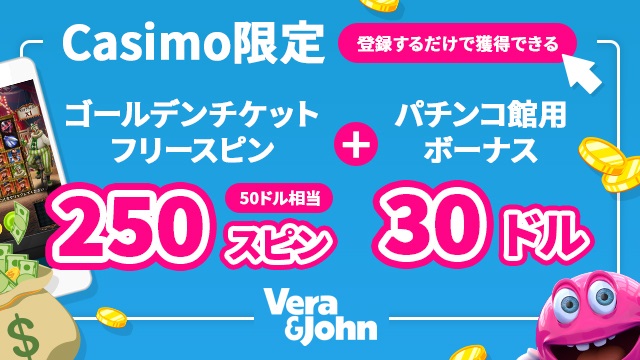 Casimo限定
登録するだけで獲得できる
ゴールデンチケット
フリースピン
250
50ドル相当
スピン
+
パチンコ館用
ボーナス
30ドル
$
Vera
&John